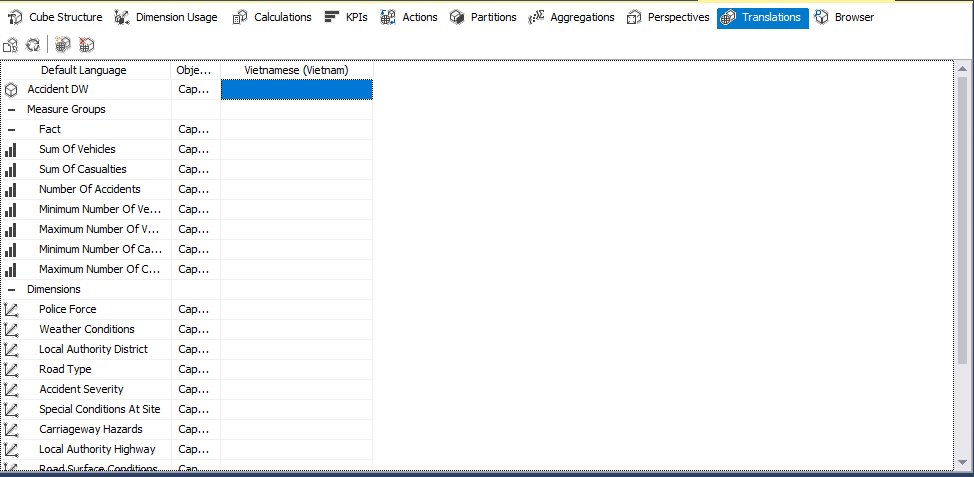 Cube Structure Dimension Usage Calculations KPIs Actions Partitions Aggregations Perspectives Translations Browser
Default Language Obje... Vietnamese (Vietnam)
Accident DW Cap...
Measure Groups
Fact Cap...
Sum Of Vehicles Cap...
Sum Of Casualties Cap...
Number Of Accidents Cap...
Minimum Number Of Ve... Cap...
Maximum Number Of V... Cap...
Minimum Number Of Ca... Cap...
Maximum Number Of C... Cap...
Dimensions
Police Force Cap...
Weather Conditions Cap...
Local Authority District Cap...
Road Type Cap...
Accident Severity Cap...
Special Conditions At Site Cap...
Carriageway Hazards Cap...
Local Authority Highway Cap...
Road Surface Conditions Cap